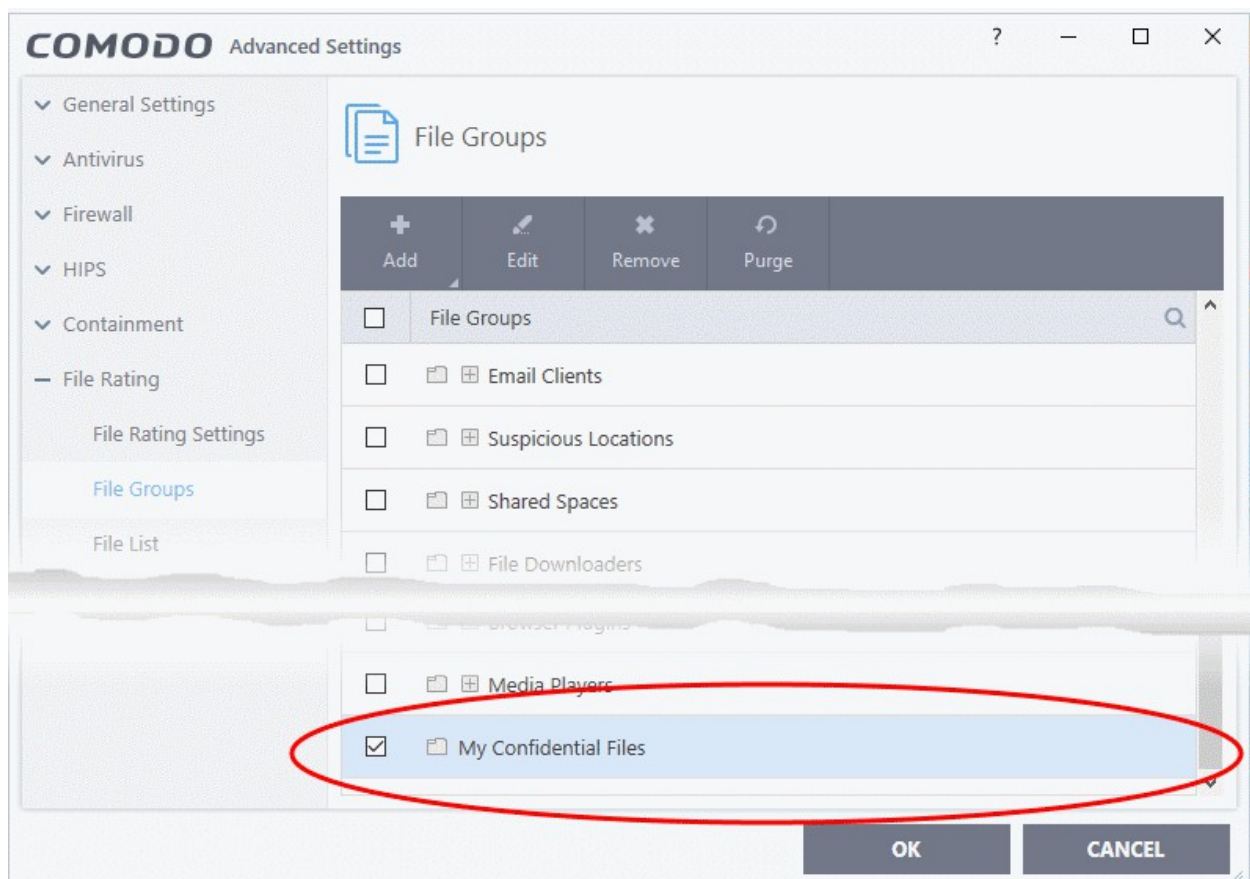 COMODO Advanced Settings ?
General Settings
Antivirus
Firewall
HIPS
Containment
File Rating
File Rating Settings
File Groups
File List
File Groups
Add Edit Remove Purge
File Groups
Email Clients
Suspicious Locations
Shared Spaces
File Downloaders
Browser Plugins
Media Players
My Confidential Files
OK CANCEL